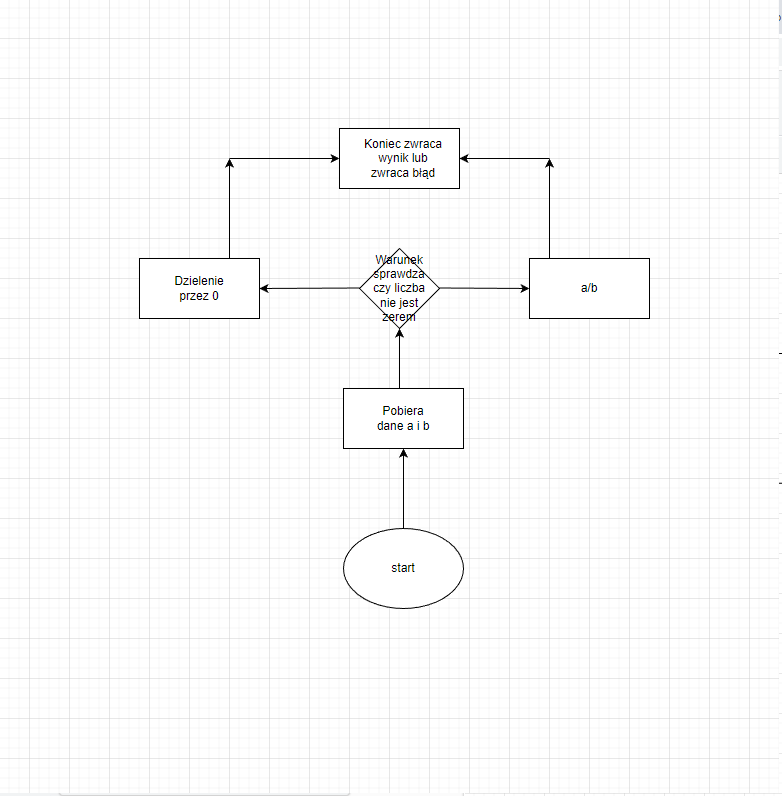 Koniec zwraca
wynik lub
zwraca błąd
Dzielenie
przez 0
Warunek
sprawdza
czy liczba
nie jest
zerem
a/b
Pobiera
dane a i b
start